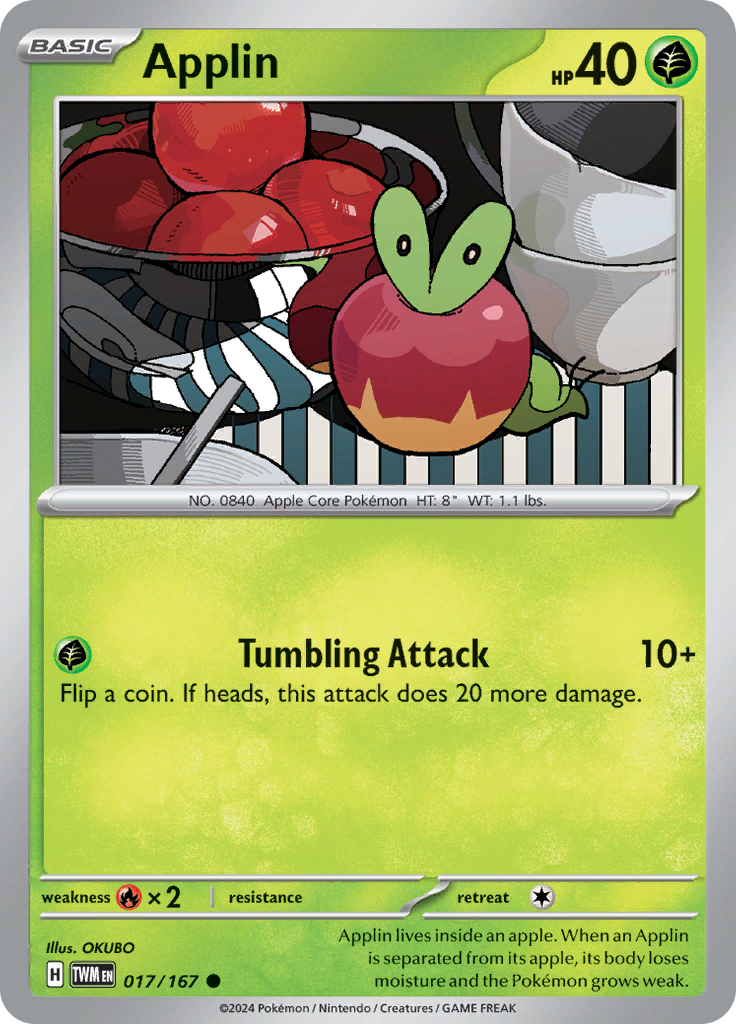 BASIC
Applin
HP 40
NO. 0840 Apple Core Pokémon HT: 8" WT: 1.1 lbs.
Tumbling Attack 10+
Flip a coin. If heads, this attack does 20 more damage.
weakness ×2 resistance retreat
Illus. OKUBO
Applin lives inside an apple. When an Applin
is separated from its apple, its body loses
moisture and the Pokémon grows weak.
H TWM EN 017/167
©2024 Pokémon / Nintendo / Creatures / GAME FREAK